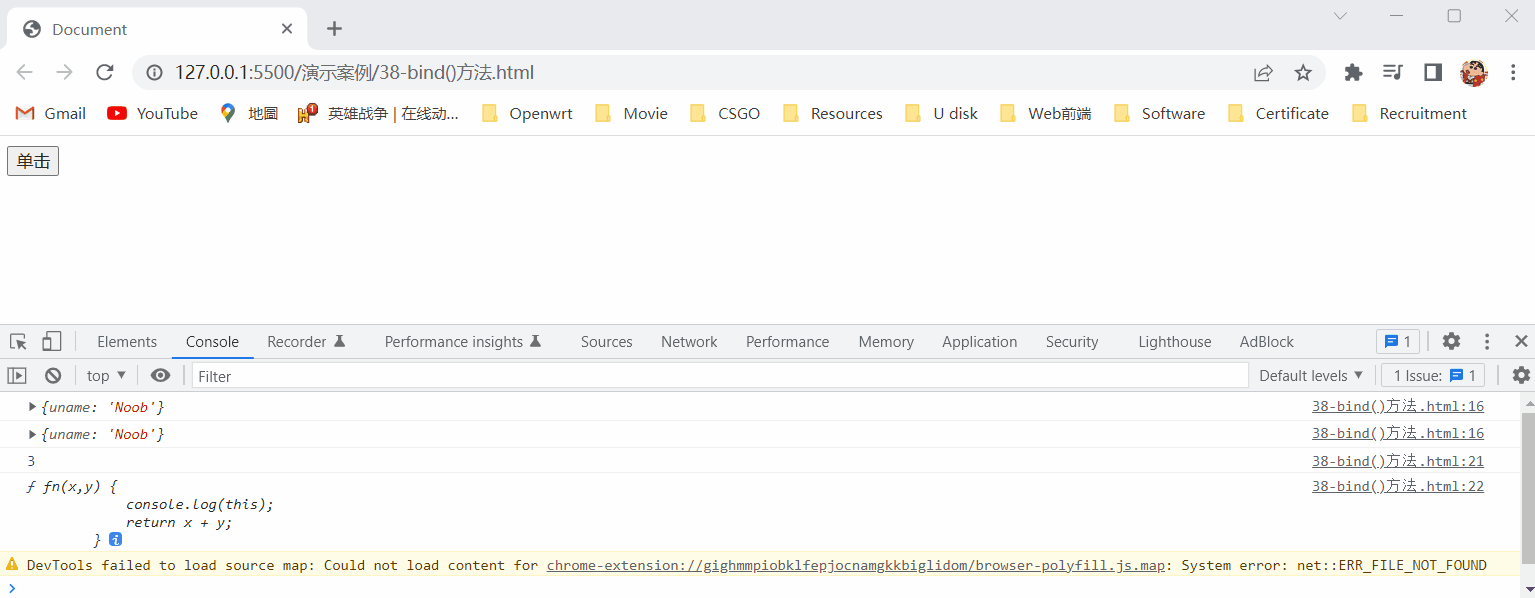 Document
127.0.0.1:5500/演示案例/38-bind()方法.html
Gmail YouTube 地圖 英雄战争 | 在线动... Openwrt Movie CSGO Resources U disk Web前端 Software Certificate Recruitment
单击
Elements Console Recorder Performance insights Sources Network Performance Memory Application Security Lighthouse AdBlock 1
top Filter Default levels 1 Issue: 1
{uname: 'Noob'} 38-bind()方法.html:16
{uname: 'Noob'} 38-bind()方法.html:16
3 38-bind()方法.html:21
ƒ fn(x,y) { 38-bind()方法.html:22
console.log(this);
return x + y;
}
DevTools failed to load source map: Could not load content for chrome-extension://gighmmpiobklfepjocnamgkkbiglidom/browser-polyfill.js.map: System error: net::ERR_FILE_NOT_FOUND